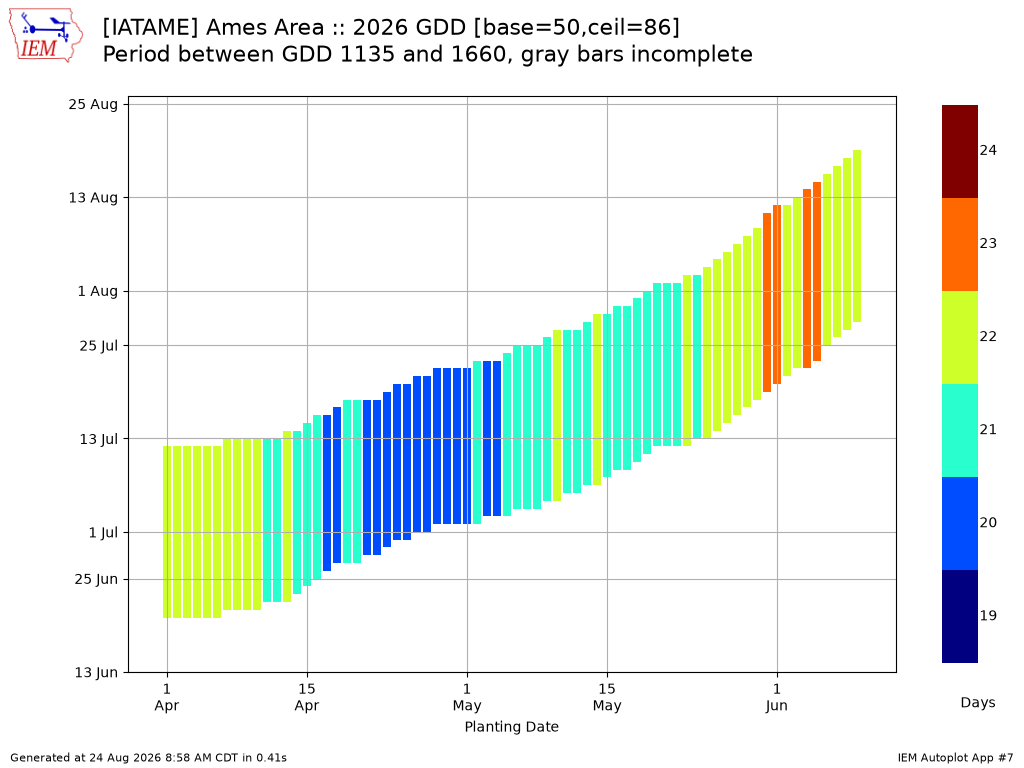 IEM
[IATAME] Ames Area :: 2026 GDD [base=50,ceil=86]
Period between GDD 1135 and 1660, gray bars incomplete
25 Aug
13 Aug
1 Aug
25 Jul
13 Jul
1 Jul
25 Jun
13 Jun
1 Apr
15 Apr
1 May
15 May
1 Jun
Planting Date
24
23
22
21
20
19
Days
Generated at 24 Aug 2026 8:58 AM CDT in 0.41s
IEM Autoplot App #7